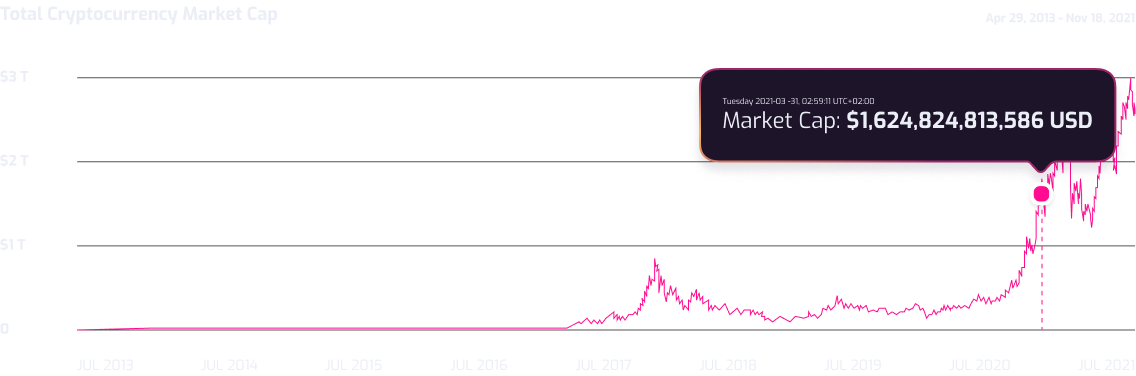 Total Cryptocurrency Market Cap
Apr 29, 2013 - Nov 18, 2021
$3 T
Tuesday 2021-03 -31, 02:59:11 UTC+02:00
Market Cap: $1,624,824,813,586 USD
$2 T
$1 T
0
JUL 2013
JUL 2014
JUL 2015
JUL 2016
JUL 2017
JUL 2018
JUL 2019
JUL 2020
JUL 2021